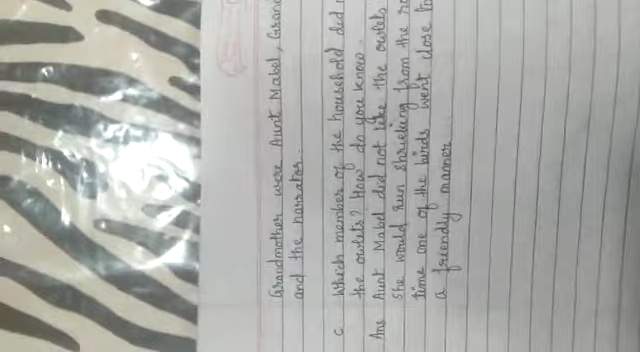 Grandmother were Aunt Mabel, Gran
and the narrator.
c Which member of the household did
the owlets? How do you know.
Ans Aunt Mabel did not like the owlets
She would run shrieking from the
time one of the birds went close
a friendly manner